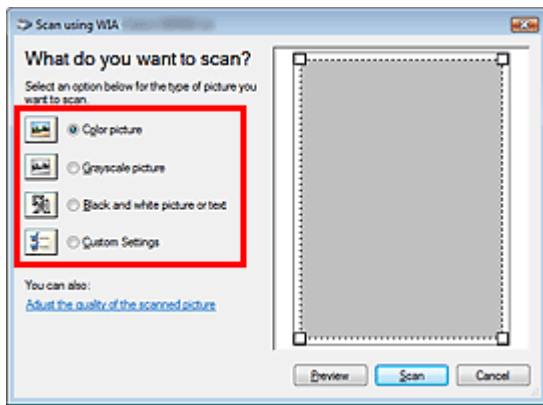 Scan using WIA
What do you want to scan?
Select an option below for the type of picture you
want to scan.
Color picture
Grayscale picture
Black and white picture or text
Custom Settings
You can also:
Adjust the quality of the scanned picture
Preview
Scan
Cancel